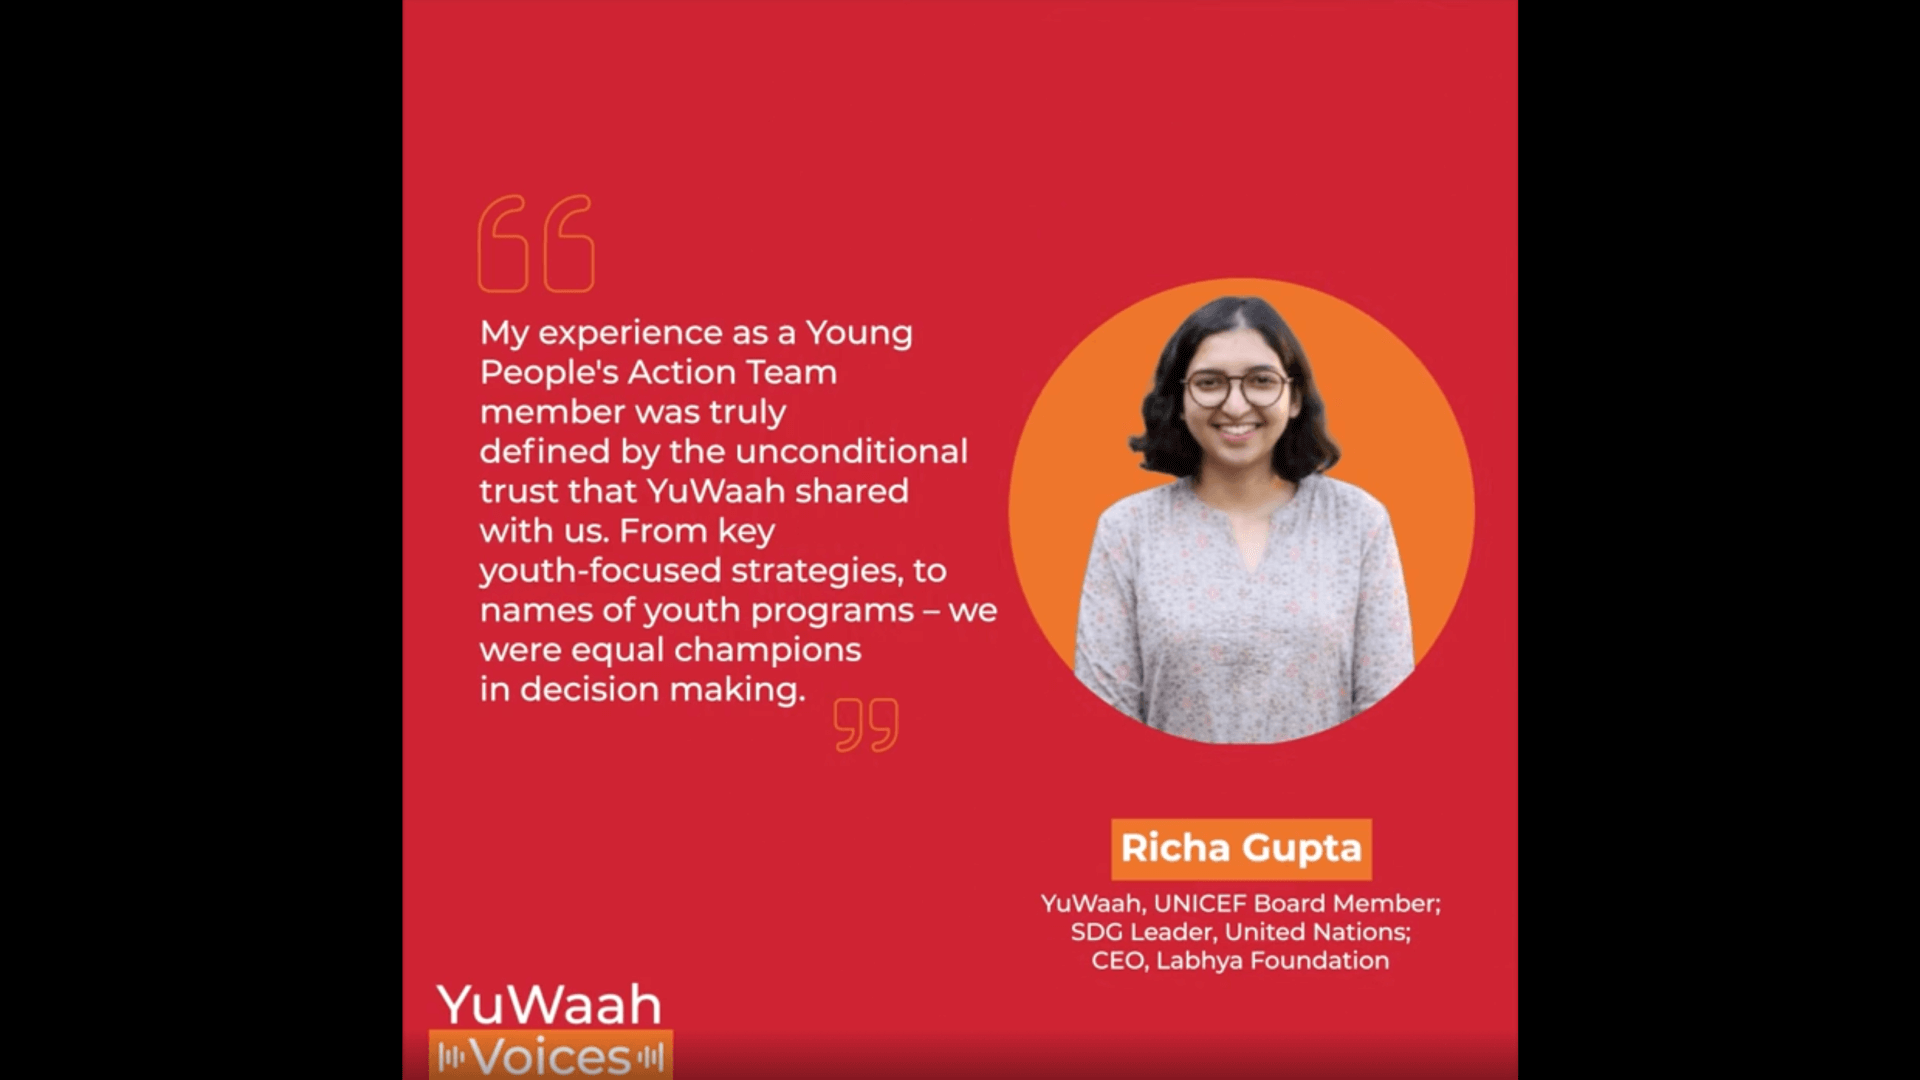 My experience as a Young
People's Action Team
member was truly
defined by the unconditional
trust that YuWaah shared
with us. From key
youth-focused strategies, to
names of youth programs – we
were equal champions
in decision making.
Richa Gupta
YuWaah, UNICEF Board Member;
SDG Leader, United Nations;
CEO, Labhya Foundation
YuWaah
Voices